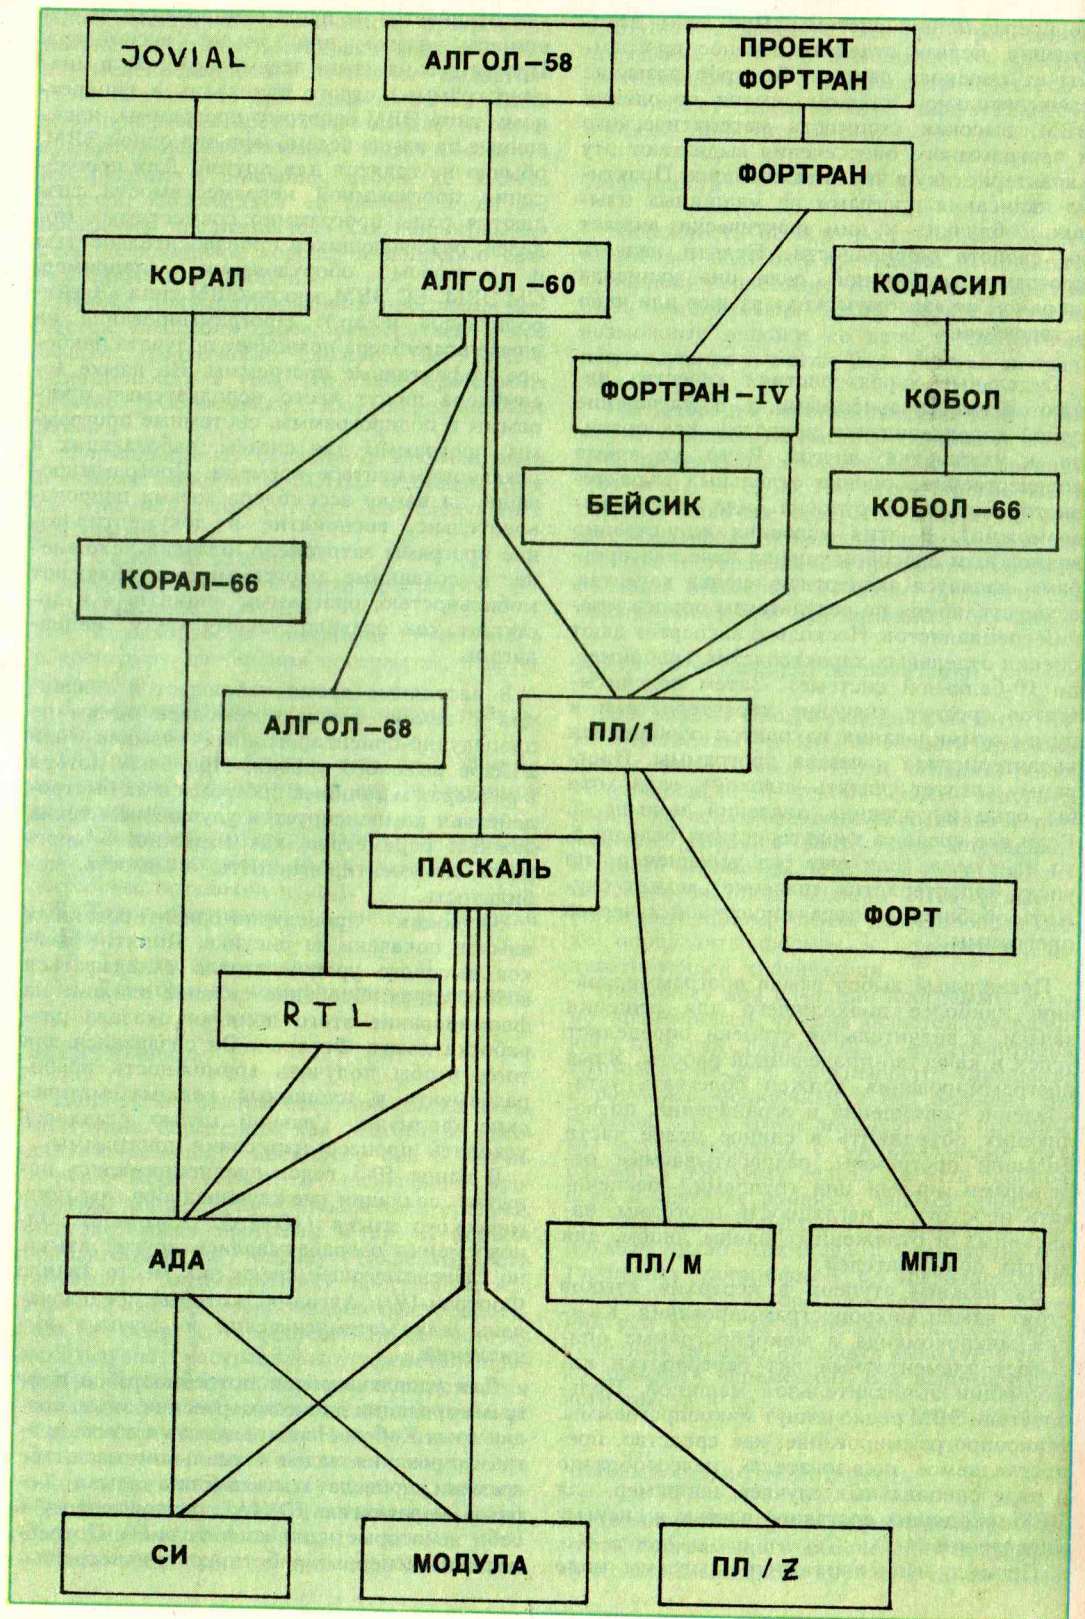 JOVIAL
АЛГОЛ-58
ПРОЕКТ
ФОРТРАН
ФОРТРАН
КОРАЛ
АЛГОЛ-60
КОДАСИЛ
ФОРТРАН-IV
КОБОЛ
БЕЙСИК
КОБОЛ-66
КОРАЛ-66
АЛГОЛ-68
ПЛ/1
ПАСКАЛЬ
ФОРТ
RTL
АДА
ПЛ/М
МПЛ
СИ
МОДУЛА
ПЛ/Z